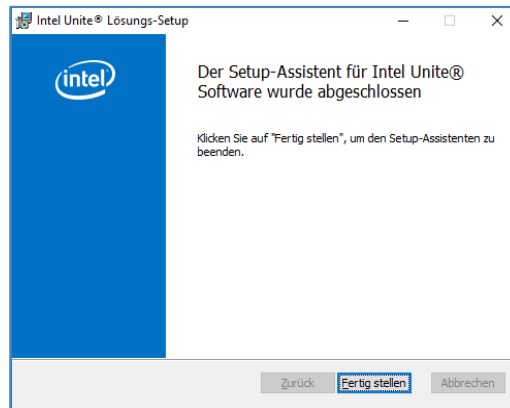 Intel Unite® Lösungs-Setup
intel
Der Setup-Assistent für Intel Unite®
Software wurde abgeschlossen
Klicken Sie auf "Fertig stellen", um den Setup-Assistenten zu
beenden.
Zurück Fertig stellen Abbrechen